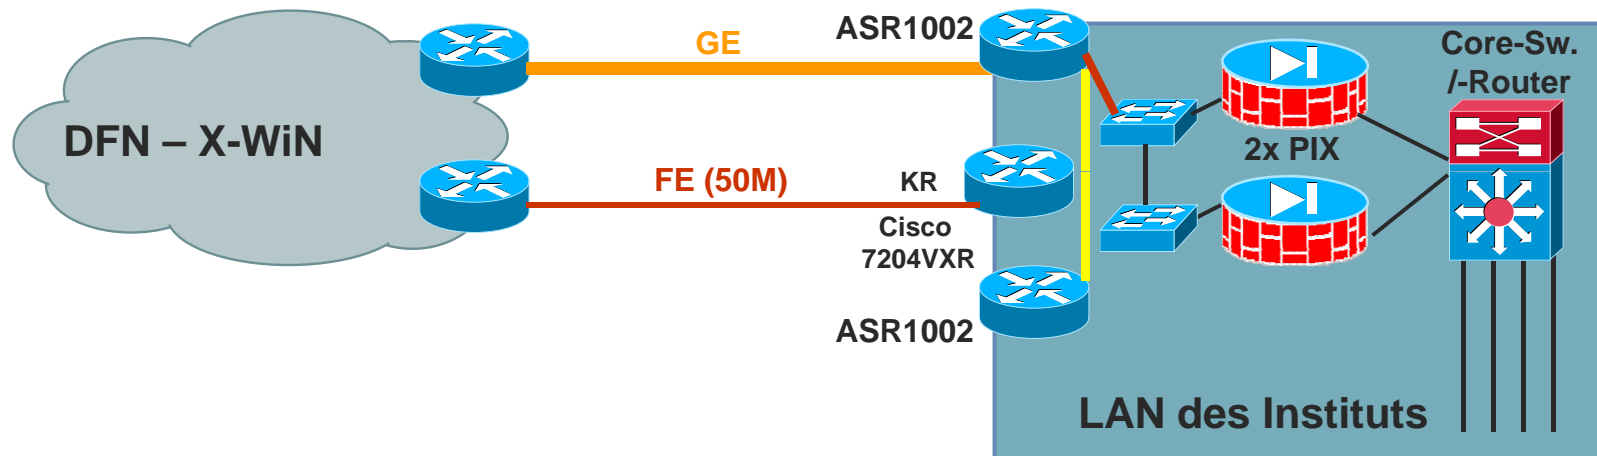 ASR1002
GE
Core-Sw.
/-Router
DFN – X-WiN
2x PIX
FE (50M)
KR
Cisco
7204VXR
ASR1002
LAN des Instituts